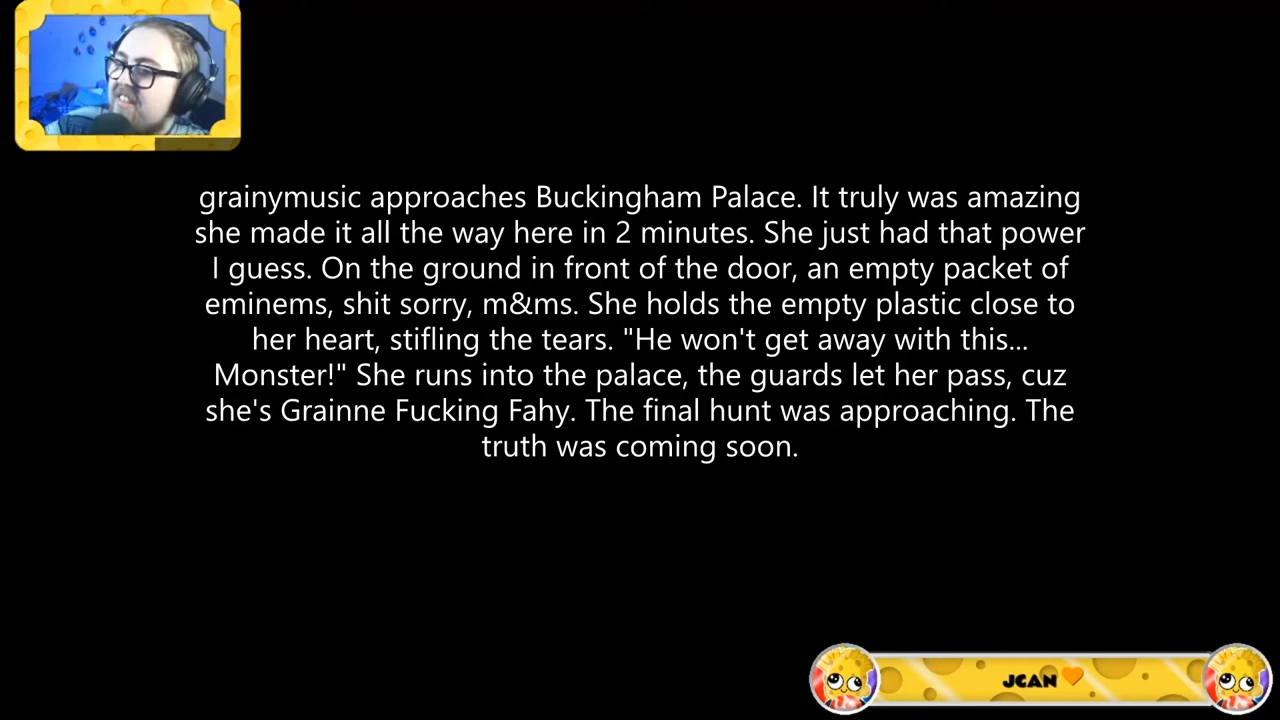 grainymusic approaches Buckingham Palace. It truly was amazing
she made it all the way here in 2 minutes. She just had that power
I guess. On the ground in front of the door, an empty packet of
eminems, shit sorry, m&ms. She holds the empty plastic close to
her heart, stifling the tears. "He won't get away with this...
Monster!" She runs into the palace, the guards let her pass, cuz
she's Grainne Fucking Fahy. The final hunt was approaching. The
truth was coming soon.
JCAN 🧡